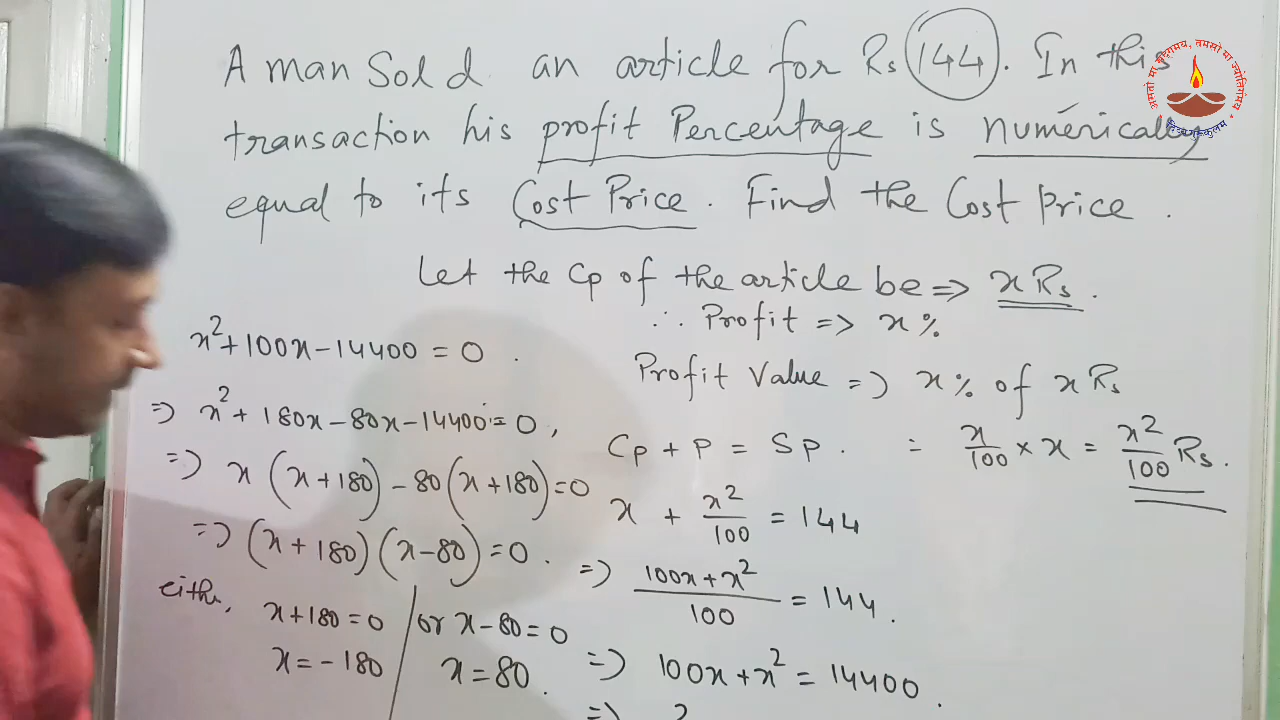 A man Sold an article for Rs 144. In this
transaction his profit Percentage is numerically
equal to its Cost Price. Find the Cost Price.
Let the Cp of the article be => x Rs.
∴ Profit => x%
Profit Value => x% of x Rs
= x/100 × x = x²/100 Rs.
Cp + P = Sp.
x + x²/100 = 144
=> (100x + x²)/100 = 144.
=> 100x + x² = 14400.
=>
x² + 100x - 14400 = 0.
=> x² + 180x - 80x - 14400 = 0,
=> x (x + 180) - 80 (x + 180) = 0
=> (x + 180) (x - 80) = 0.
x + 180 = 0 / or x - 80 = 0
x = -180 / x = 80.
तमसो मा ज्योतिर्गमय,